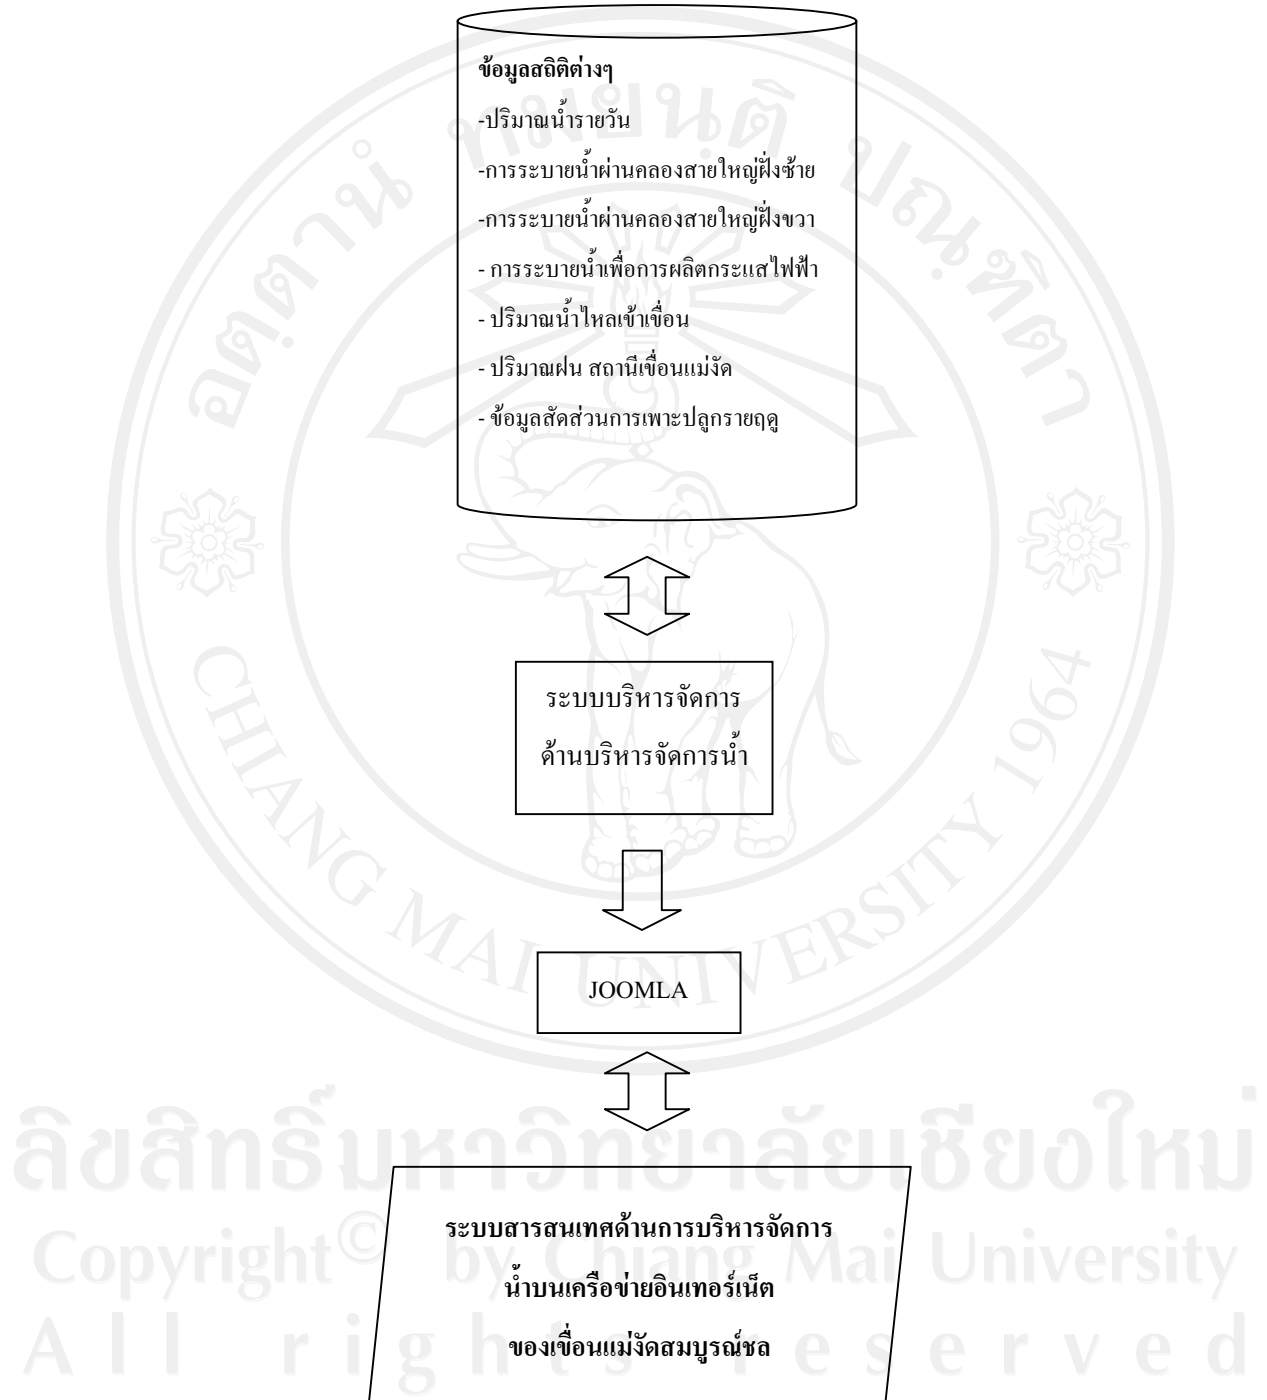 ข้อมูลสถิติต่างๆ
-ปริมาณน้ำรายวัน
-การระบายน้ำผ่านคลองสายใหญ่ฝั่งซ้าย
-การระบายน้ำผ่านคลองสายใหญ่ฝั่งขวา
- การระบายน้ำเพื่อการผลิตกระแสไฟฟ้า
- ปริมาณน้ำไหลเข้าเขื่อน
- ปริมาณฝน สถานีเขื่อนแม่งัด
- ข้อมูลสัดส่วนการเพาะปลูกรายฤดู
ระบบบริหารจัดการ
ด้านบริหารจัดการน้ำ
JOOMLA
ระบบสารสนเทศด้านการบริหารจัดการ
น้ำบนเครือข่ายอินเทอร์เน็ต
ของเขื่อนแม่งัดสมบูรณ์ชล
อตฺตานํ ทมยนฺติ ปณฺฑิตา
CHIANG MAI UNIVERSITY 1964
ลิขสิทธิ์มหาวิทยาลัยเชียงใหม่
Copyright© by Chiang Mai University
All rights reserved